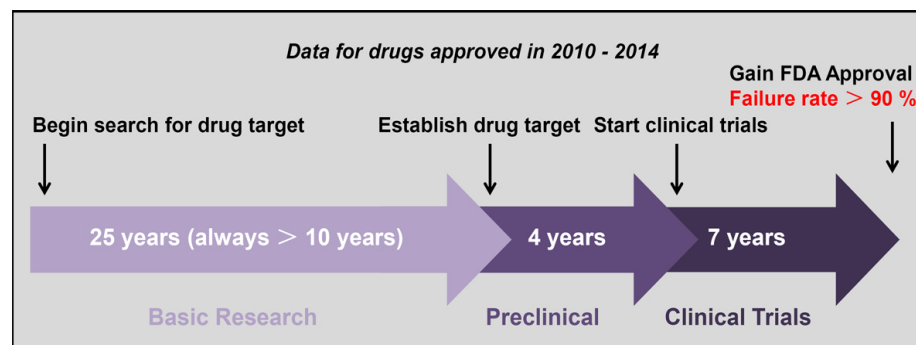 Data for drugs approved in 2010 - 2014
Gain FDA Approval
Failure rate > 90 %
Begin search for drug target
Establish drug target
Start clinical trials
25 years (always > 10 years)
4 years
7 years
Basic Research
Preclinical
Clinical Trials